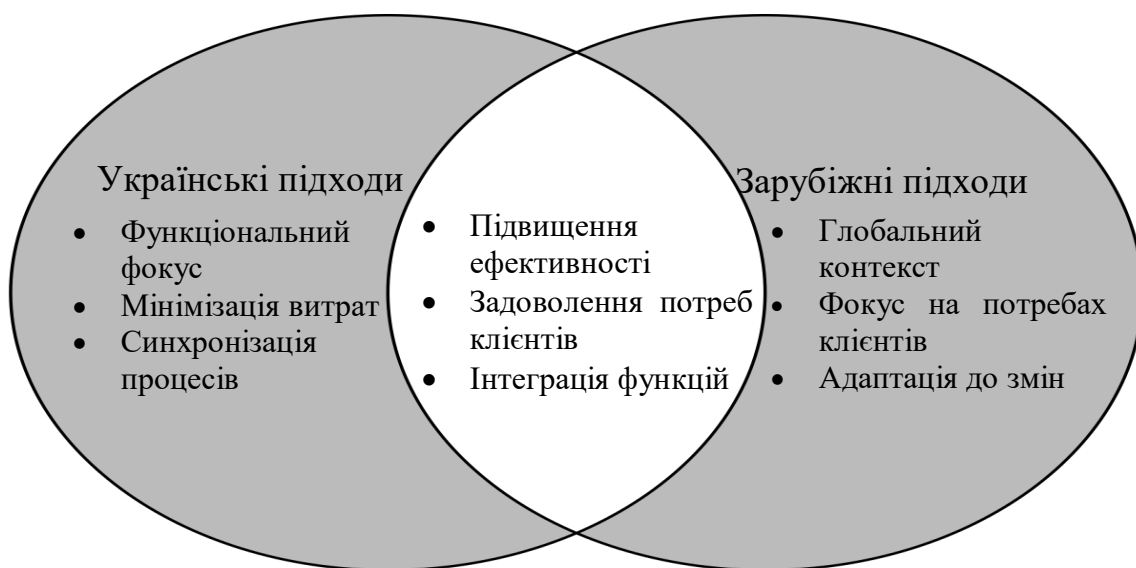 Українські підходи
• Функціональний
фокус
• Мінімізація витрат
• Синхронізація
процесів
• Підвищення
ефективності
• Задоволення потреб
клієнтів
• Інтеграція функцій
Зарубіжні підходи
• Глобальний
контекст
• Фокус на потребах
клієнтів
• Адаптація до змін